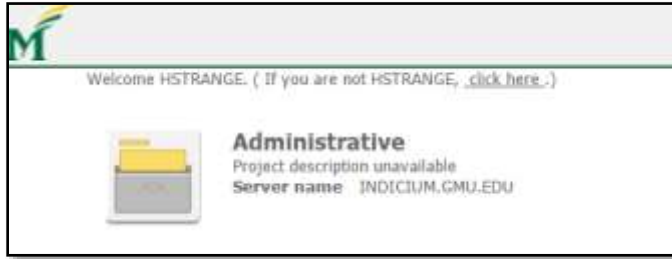 M
Welcome HSTRANGE. ( If you are not HSTRANGE, click here .)
Administrative
Project description unavailable
Server name INDICIUM.GMU.EDU